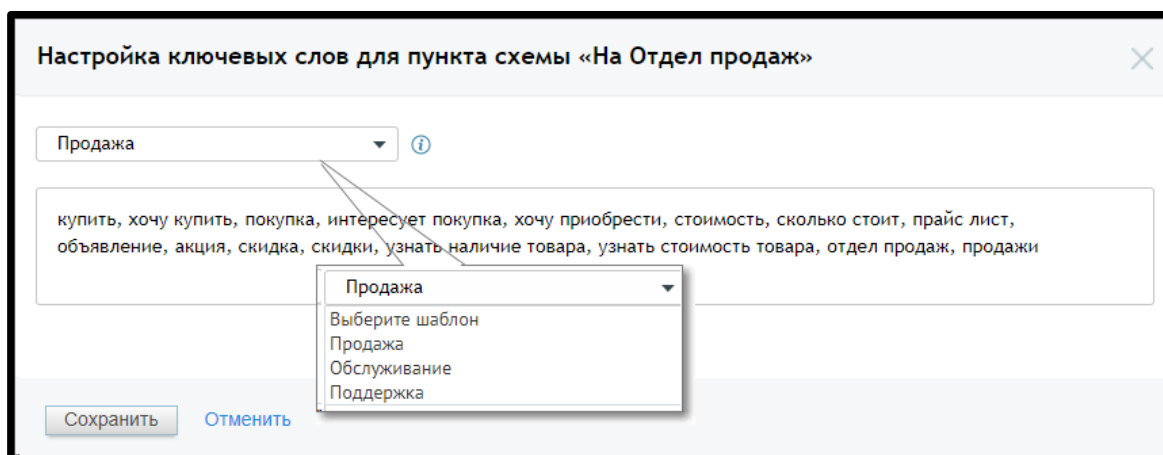 Настройка ключевых слов для пункта схемы «На Отдел продаж»
Продажа
купить, хочу купить, покупка, интересует покупка, хочу приобрести, стоимость, сколько стоит, прайс лист,
объявление, акция, скидка, скидки, узнать наличие товара, узнать стоимость товара, отдел продаж, продажи
Продажа
Выберите шаблон
Продажа
Обслуживание
Поддержка
Сохранить
Отменить